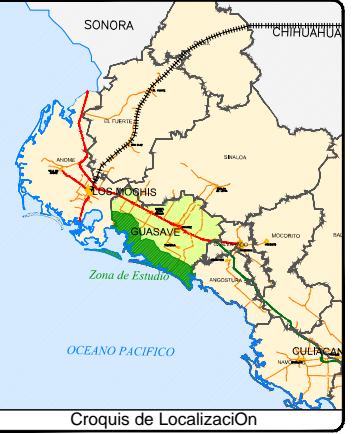 SONORA
CHIHUAHUA
EL FUERTE
AHOME
SINALOA
LOS MOCHIS
GUASAVE
MOCORITO
Zona de Estudio
ANGOSTURA
OCEANO PACIFICO
CULIACAN
Croquis de LocalizaciOn